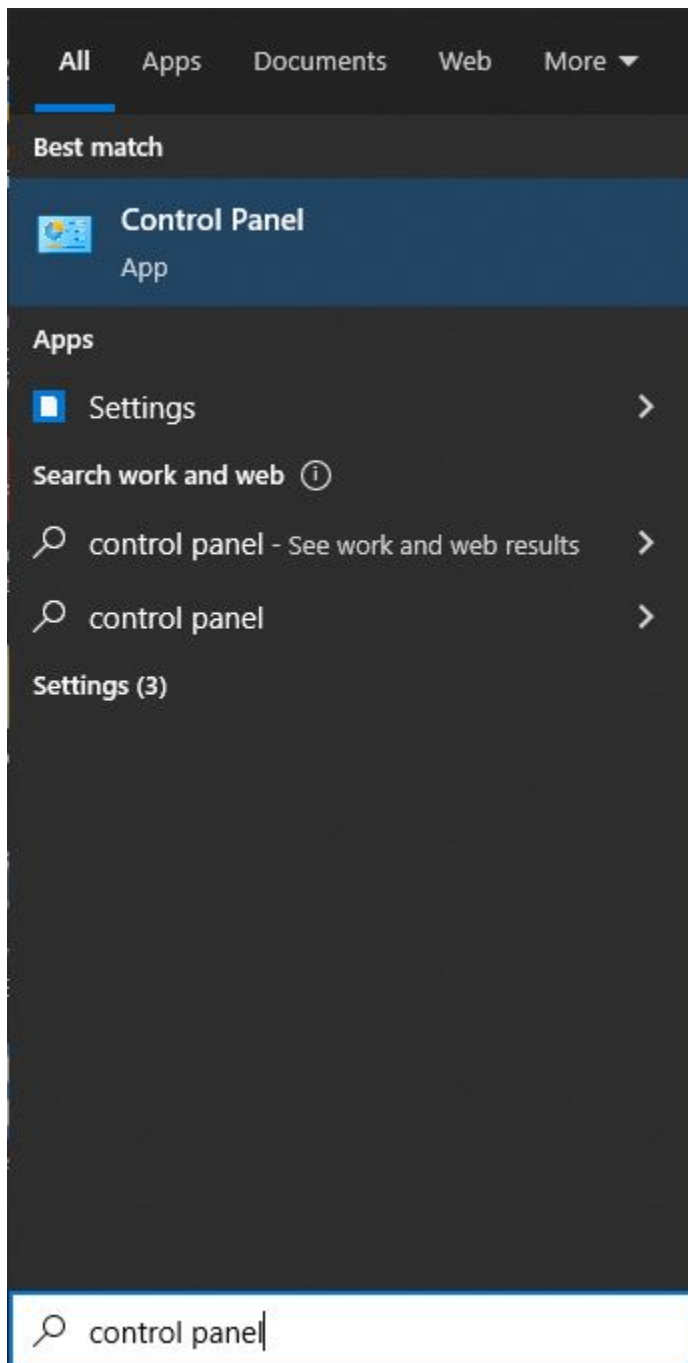 All Apps Documents Web More
Best match
Control Panel
App
Apps
Settings
Search work and web
control panel - See work and web results
control panel
Settings (3)
control panel